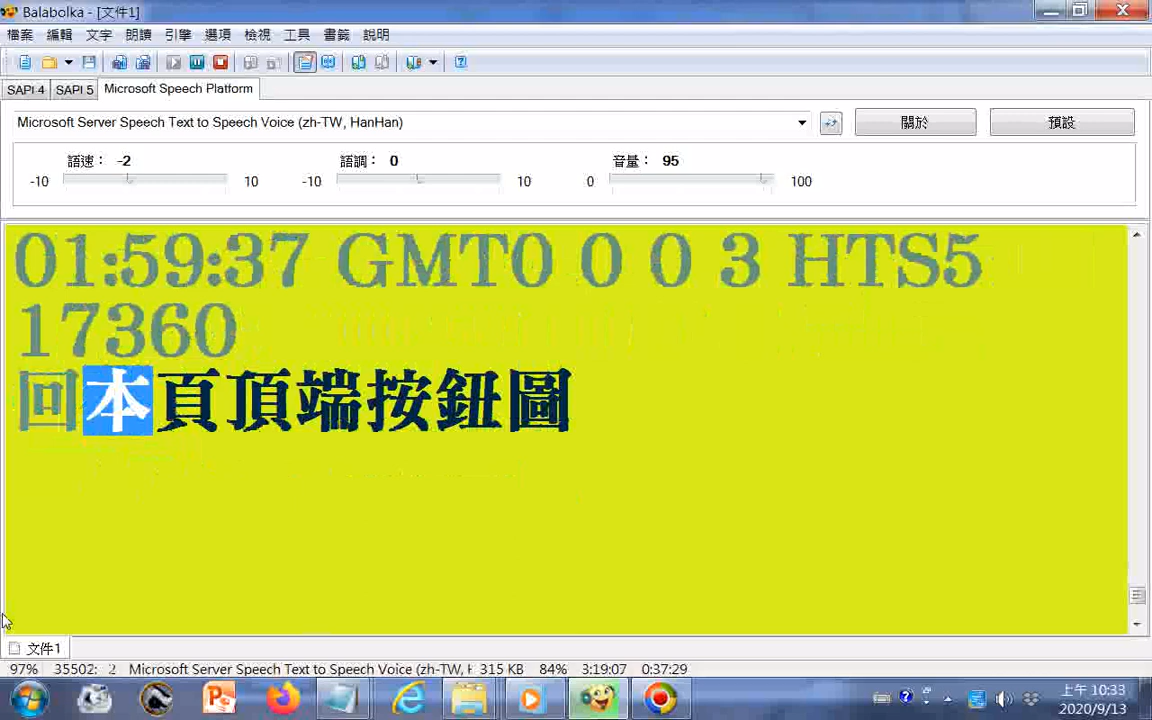 Balabolka - [文件1]
檔案 編輯 文字 朗讀 引擎 選項 檢視 工具 書籤 說明
SAPI 4 SAPI 5 Microsoft Speech Platform
Microsoft Server Speech Text to Speech Voice (zh-TW, HanHan) 關於 預設
語速： -2 語調： 0 音量： 95
-10 10 -10 10 0 100
01:59:37 GMT0 0 0 3 HTS5
17360
回本頁頂端按鈕圖
文件1
97% 35502: 2 Microsoft Server Speech Text to Speech Voice (zh-TW, 315 KB 84% 3:19:07 0:37:29
上午 10:33
2020/9/13